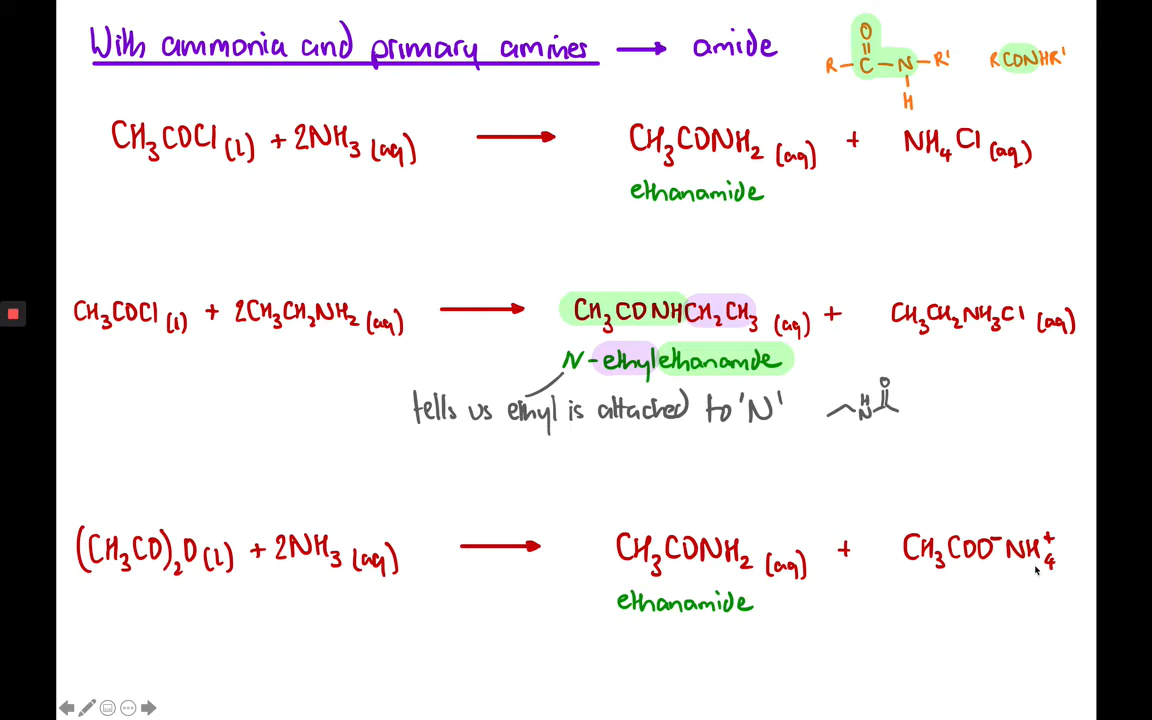 With ammonia and primary amines → amide
O
R–C–N–R' RCONHR'
H
CH₃COCl (l) + 2NH₃ (aq) → CH₃CONH₂ (aq) + NH₄Cl (aq)
ethanamide
CH₃COCl (l) + 2CH₃CH₂NH₂ (aq) → CH₃CONHCH₂CH₃ (aq) + CH₃CH₂NH₃Cl (aq)
N-ethylethanamide
tells us ethyl is attached to 'N'
O
H
N
(CH₃CO)₂O (l) + 2NH₃ (aq) → CH₃CONH₂ (aq) + CH₃COO⁻NH₄⁺
ethanamide